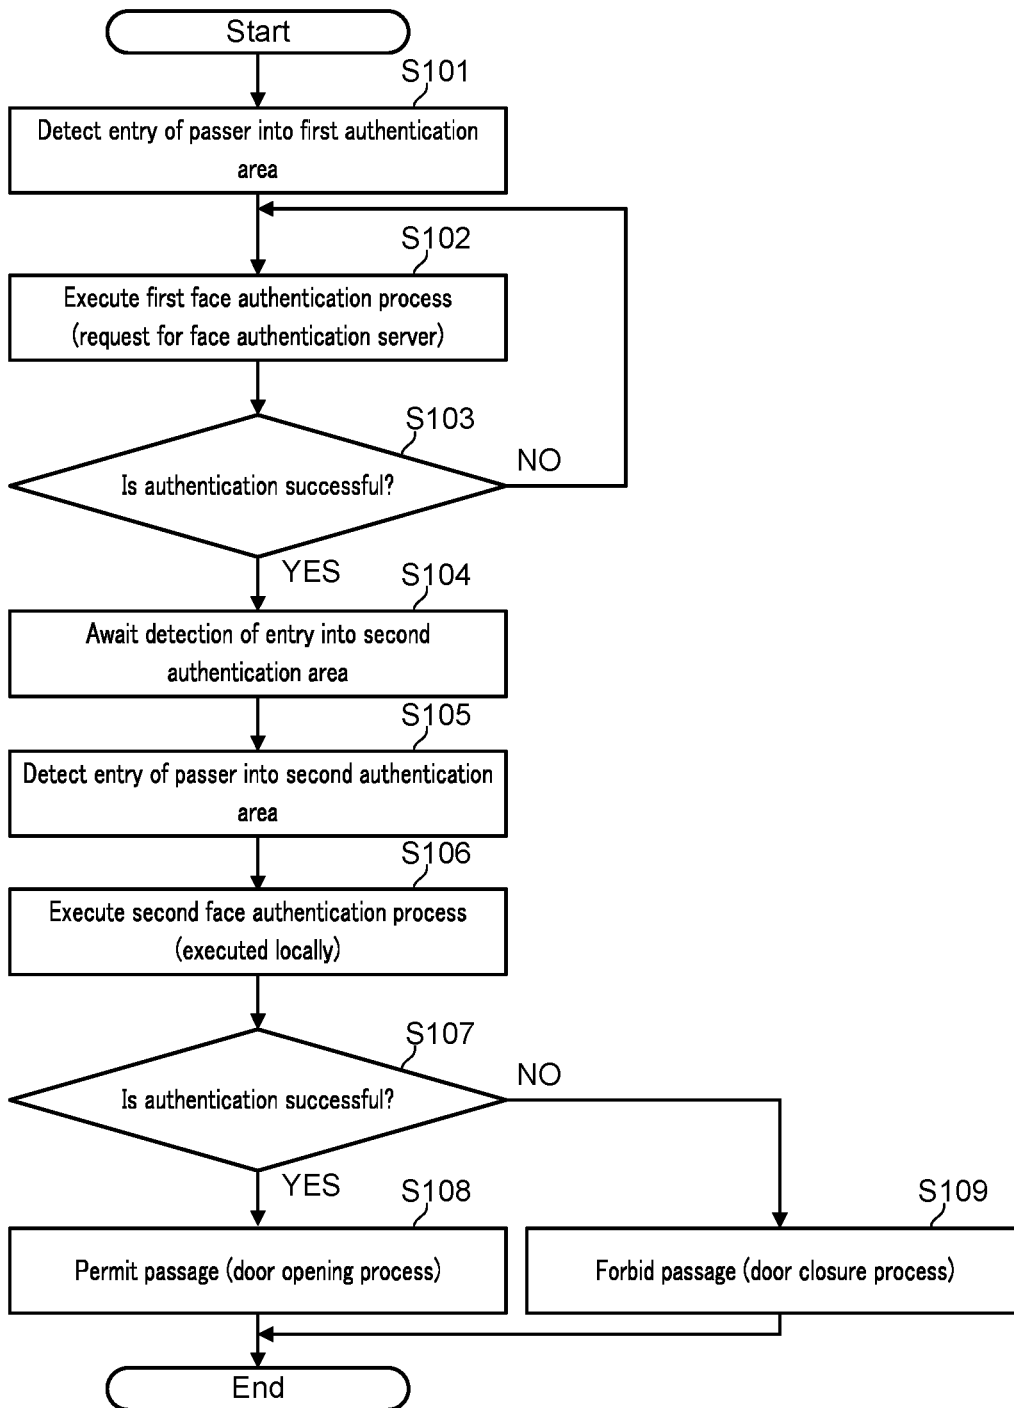 Start
S101
Detect entry of passer into first authentication
area
S102
Execute first face authentication process
(request for face authentication server)
S103
Is authentication successful?
NO
YES
S104
Await detection of entry into second
authentication area
S105
Detect entry of passer into second authentication
area
S106
Execute second face authentication process
(executed locally)
S107
Is authentication successful?
NO
YES
S108
Permit passage (door opening process)
S109
Forbid passage (door closure process)
End